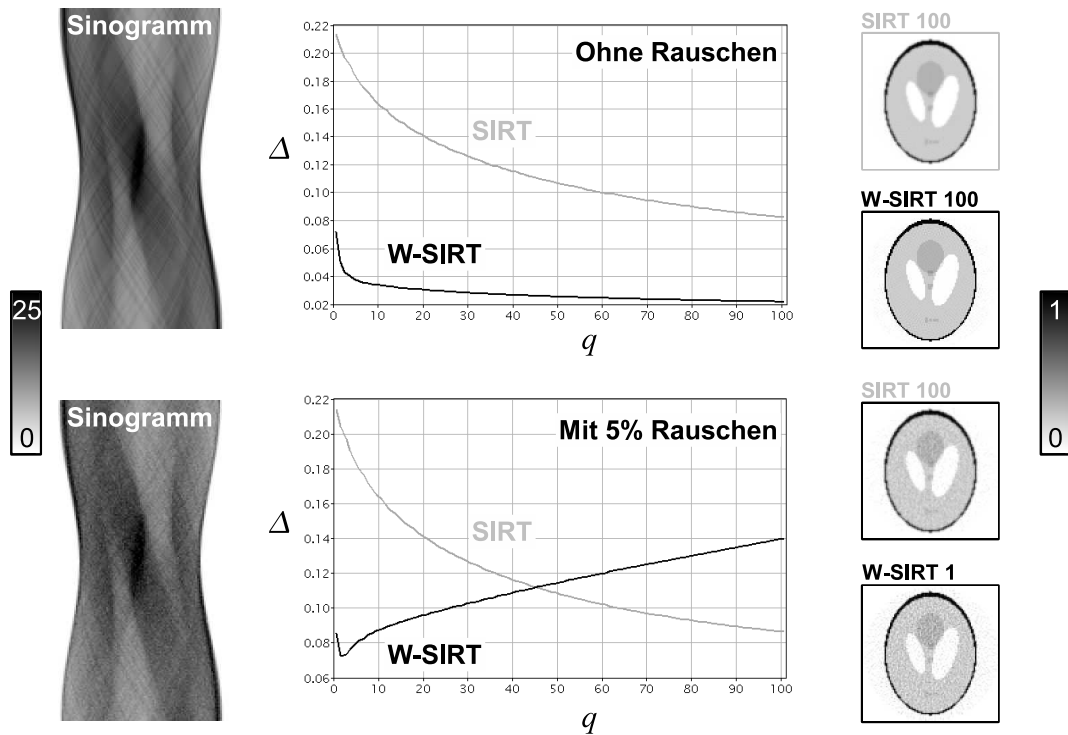 Sinogramm
25
0
Ohne Rauschen
SIRT
W-SIRT
Δ
0.22
0.20
0.18
0.16
0.14
0.12
0.10
0.08
0.06
0.04
0.02
0 10 20 30 40 50 60 70 80 90 100
q
SIRT 100
W-SIRT 100
1
0
Sinogramm
Mit 5% Rauschen
SIRT
W-SIRT
Δ
0.22
0.20
0.18
0.16
0.14
0.12
0.10
0.08
0.06
0 10 20 30 40 50 60 70 80 90 100
q
SIRT 100
W-SIRT 1